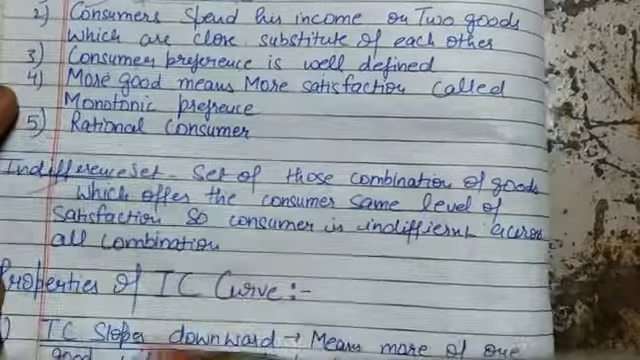 2) Consumers Spend his income on Two goods
which are close substitute of each other
3) Consumer preference is well defined
4) More good means More satisfaction called
Monotonic prefrence
5) Rational Consumer
Indifference Set - Set of those combination of goods
which offer the consumer same level of
satisfaction so consumer is indifferent across
all combination
Properties of IC Curve :-
1) IC Slopes downward → Means more of one
good